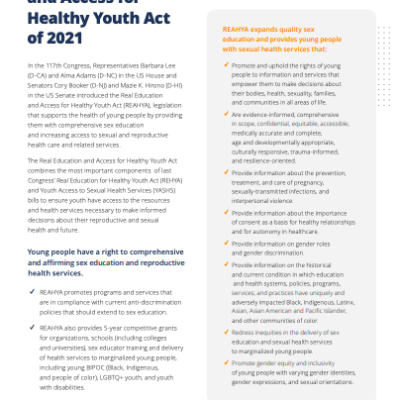 and Access for
Healthy Youth Act
of 2021
In the 117th Congress, Representatives Barbara Lee
(D-CA) and Alma Adams (D-NC) in the US House and
Senators Cory Booker (D-NJ) and Mazie K. Hirono (D-HI)
in the US Senate introduced the Real Education
and Access for Healthy Youth Act (REAHYA), legislation
that supports the health of young people by providing
them with comprehensive sex education
and increasing access to sexual and reproductive
health care and related services.
The Real Education and Access for Healthy Youth Act
combines the most important components of last
Congress' Real Education for Healthy Youth Act (REHYA)
and Youth Access to Sexual Health Services (YASHS)
bills to ensure youth have access to the resources
and health services necessary to make informed
decisions about their reproductive and sexual
health and future.
Young people have a right to comprehensive
and affirming sex education and reproductive
health services.
✓ REAHYA promotes programs and services that
are in compliance with current anti-discrimination
policies that should extend to sex education.
✓ REAHYA also provides 5-year competitive grants
for organizations, schools (including colleges
and universities), sex educator training and delivery
of health services to marginalized young people,
including young BIPOC (Black, Indigenous,
and people of color), LGBTQ+ youth, and youth
with disabilities.
REAHYA expands quality sex
education and provides young people
with sexual health services that:
✓ Promote and uphold the rights of young
people to information and services that
empower them to make decisions about
their bodies, health, sexuality, families,
and communities in all areas of life.
✓ Are evidence-informed, comprehensive
in scope, confidential, equitable, accessible,
medically accurate and complete,
age and developmentally appropriate,
culturally responsive, trauma-informed,
and resilience-oriented.
✓ Provide information about the prevention,
treatment, and care of pregnancy,
sexually-transmitted infections, and
interpersonal violence.
✓ Provide information about the importance
of consent as a basis for healthy relationships
and for autonomy in healthcare.
✓ Provide information on gender roles
and gender discrimination.
✓ Provide information on the historical
and current condition in which education
and health systems, policies, programs,
services, and practices have uniquely and
adversely impacted Black, Indigenous, Latinx,
Asian, Asian American and Pacific Islander,
and other communities of color.
✓ Redress inequities in the delivery of sex
education and sexual health services
to marginalized young people.
✓ Promote gender equity and inclusivity
of young people with varying gender identities,
gender expressions, and sexual orientations.